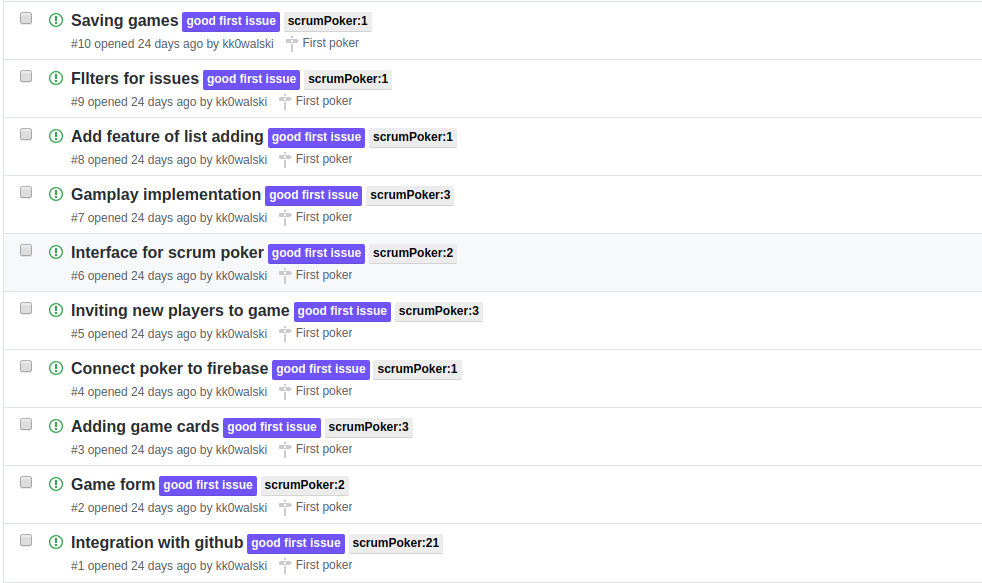 Saving games good first issue scrumPoker:1
#10 opened 24 days ago by kk0walski First poker
FIlters for issues good first issue scrumPoker:1
#9 opened 24 days ago by kk0walski First poker
Add feature of list adding good first issue scrumPoker:1
#8 opened 24 days ago by kk0walski First poker
Gamplay implementation good first issue scrumPoker:3
#7 opened 24 days ago by kk0walski First poker
Interface for scrum poker good first issue scrumPoker:2
#6 opened 24 days ago by kk0walski First poker
Inviting new players to game good first issue scrumPoker:3
#5 opened 24 days ago by kk0walski First poker
Connect poker to firebase good first issue scrumPoker:1
#4 opened 24 days ago by kk0walski First poker
Adding game cards good first issue scrumPoker:3
#3 opened 24 days ago by kk0walski First poker
Game form good first issue scrumPoker:2
#2 opened 24 days ago by kk0walski First poker
Integration with github good first issue scrumPoker:21
#1 opened 24 days ago by kk0walski First poker